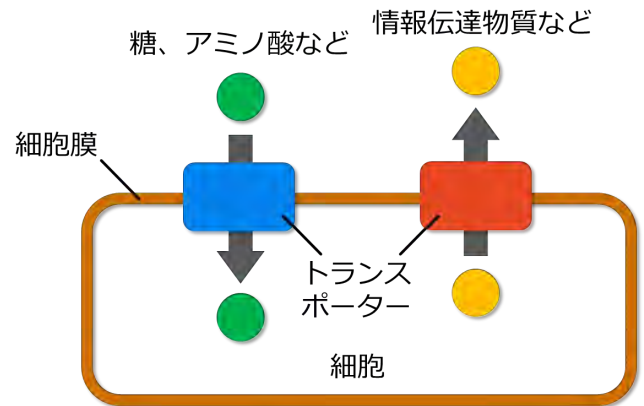 情報伝達物質など
糖、アミノ酸など
細胞膜
トランス
ポーター
細胞